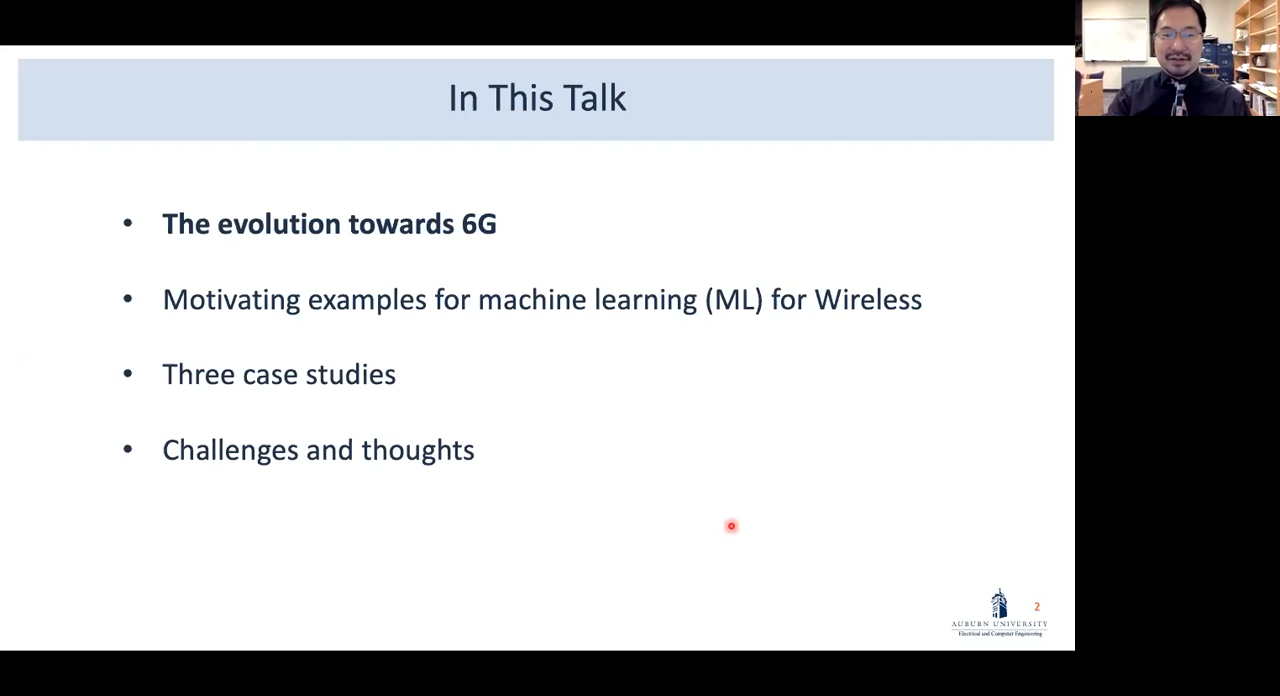 In This Talk
• The evolution towards 6G
• Motivating examples for machine learning (ML) for Wireless
• Three case studies
• Challenges and thoughts
2
AUBURN UNIVERSITY
Electrical and Computer Engineering